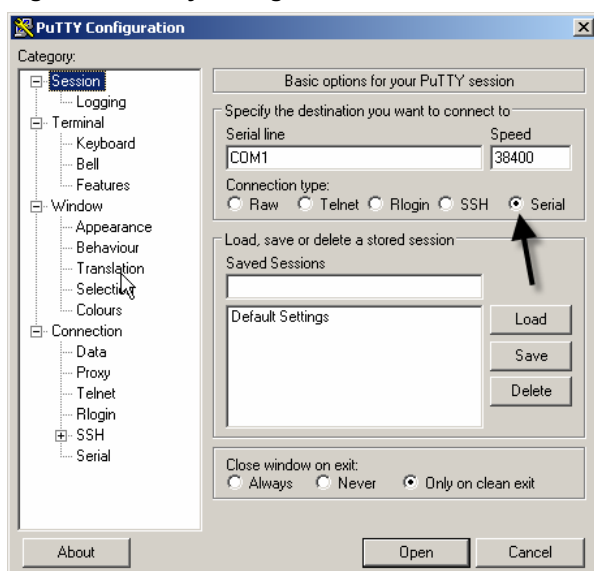 PuTTY Configuration
Category:
Session
Logging
Terminal
Keyboard
Bell
Features
Window
Appearance
Behaviour
Translation
Selection
Colours
Connection
Data
Proxy
Telnet
Rlogin
SSH
Serial
Basic options for your PuTTY session
Specify the destination you want to connect to
Serial line Speed
COM1 38400
Connection type:
Raw Telnet Rlogin SSH Serial
Load, save or delete a stored session
Saved Sessions
Default Settings
Load
Save
Delete
Close window on exit:
Always Never Only on clean exit
About Open Cancel